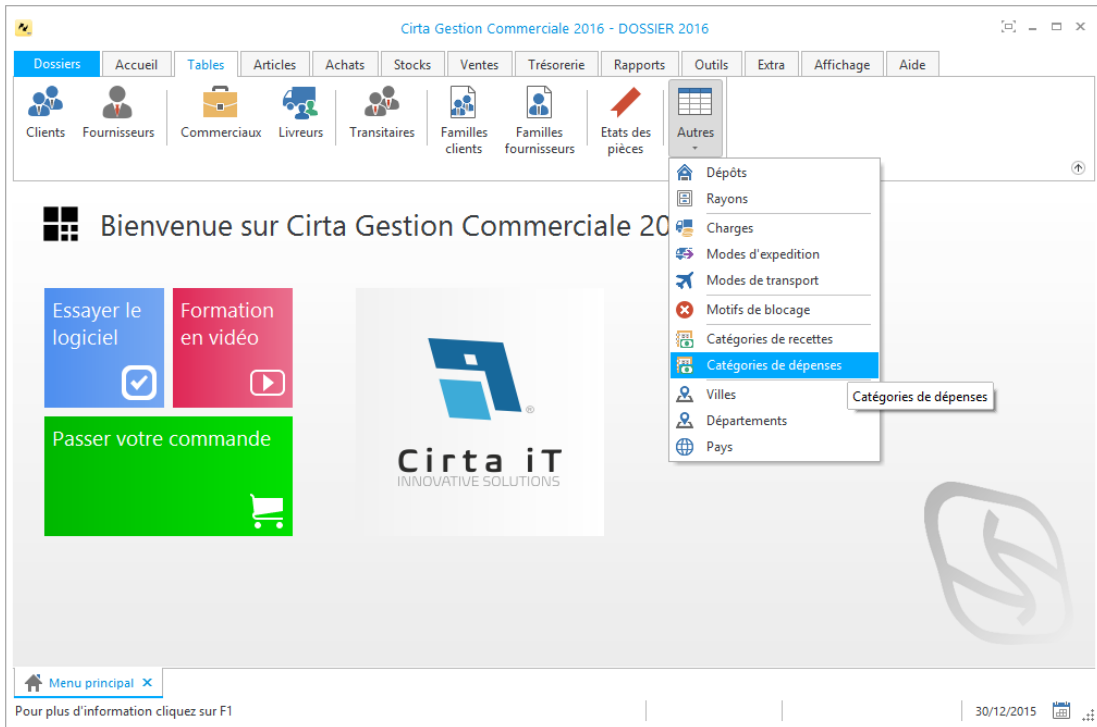 Cirta Gestion Commerciale 2016 - DOSSIER 2016
Dossiers Accueil Tables Articles Achats Stocks Ventes Trésorerie Rapports Outils Extra Affichage Aide
Clients Fournisseurs Commerciaux Livreurs Transitaires Familles clients Familles fournisseurs Etats des pièces Autres
Dépôts
Rayons
Charges
Modes d'expedition
Modes de transport
Motifs de blocage
Catégories de recettes
Catégories de dépenses
Villes
Départements
Pays
Catégories de dépenses
Bienvenue sur Cirta Gestion Commerciale 20
Essayer le
logiciel
Formation
en vidéo
Passer votre commande
®
Cirta iT
INNOVATIVE SOLUTIONS
Menu principal
Pour plus d'information cliquez sur F1
30/12/2015